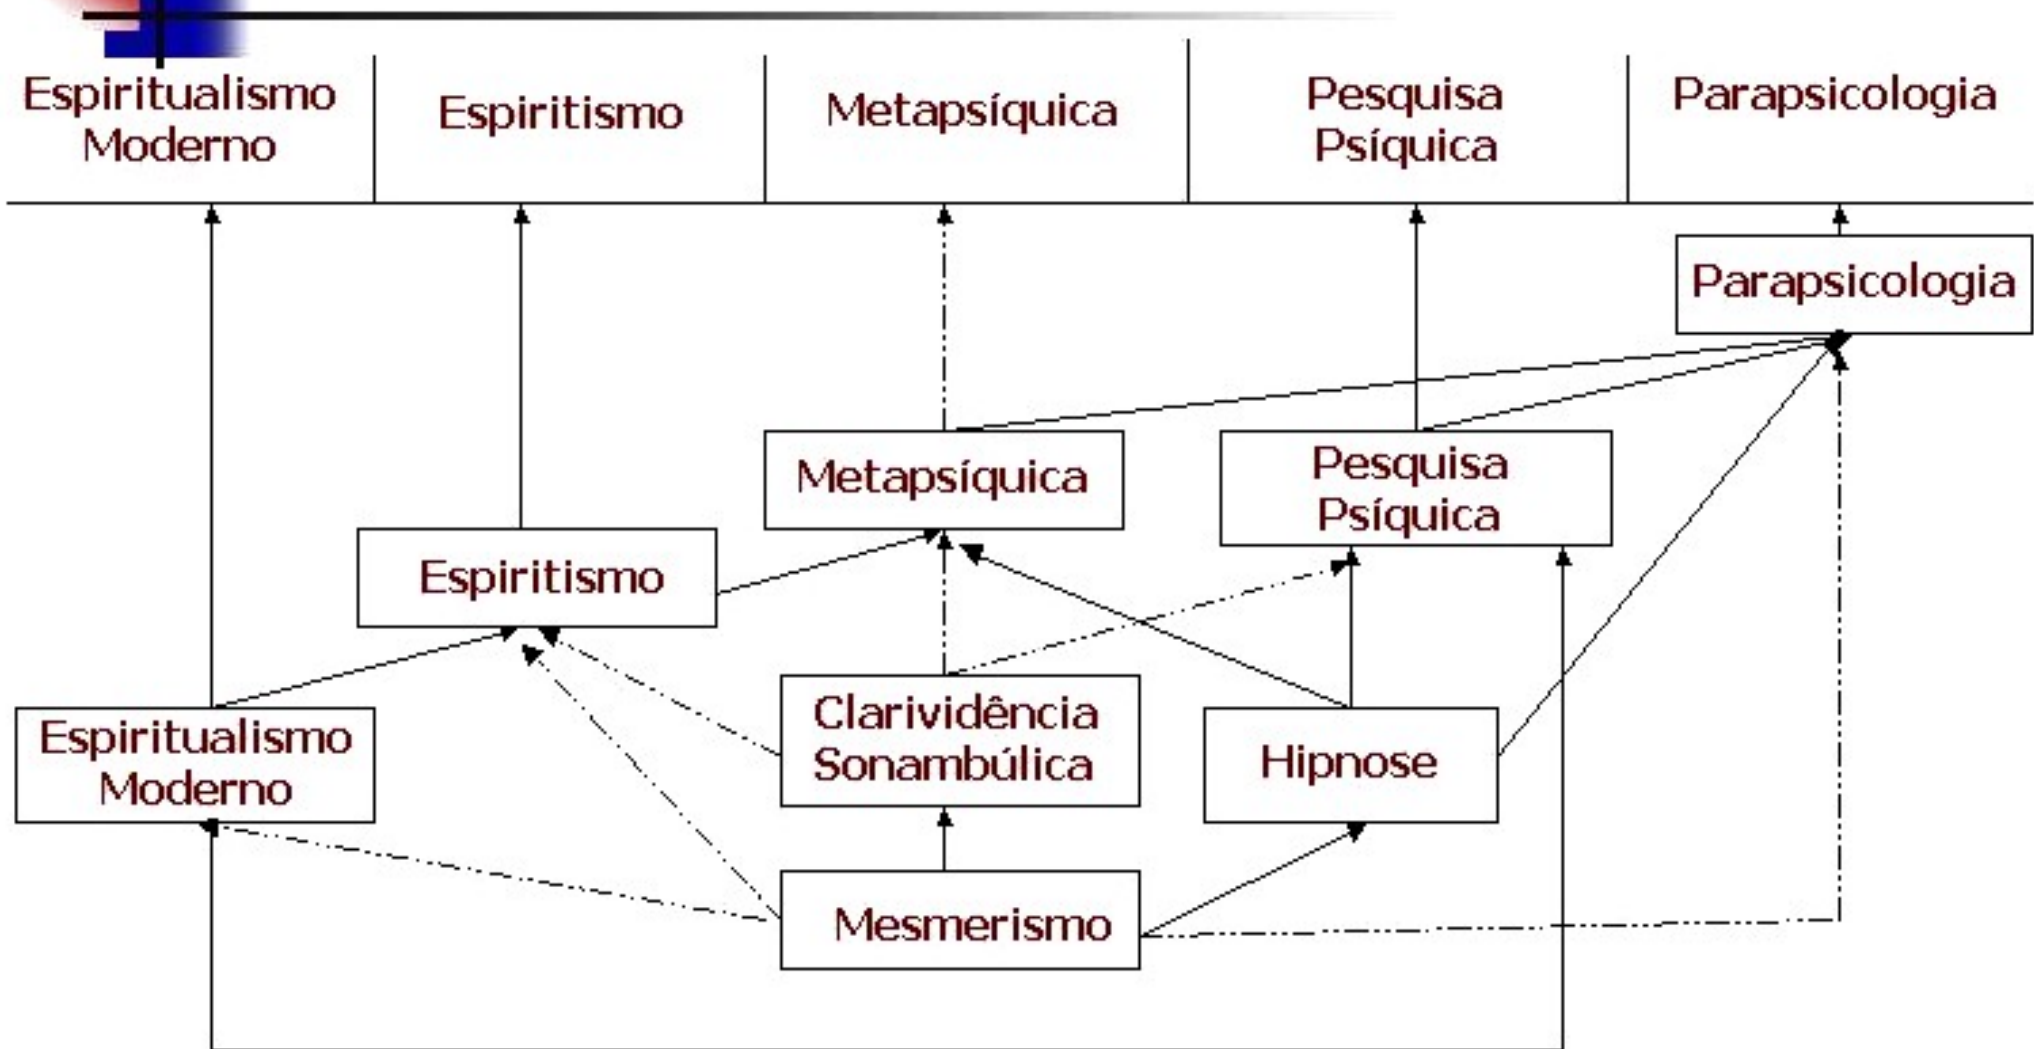 Espiritualismo
Moderno
Espiritismo
Metapsíquica
Pesquisa
Psíquica
Parapsicologia
Parapsicologia
Metapsíquica
Pesquisa
Psíquica
Espiritismo
Espiritualismo
Moderno
Clarividência
Sonambúlica
Hipnose
Mesmerismo